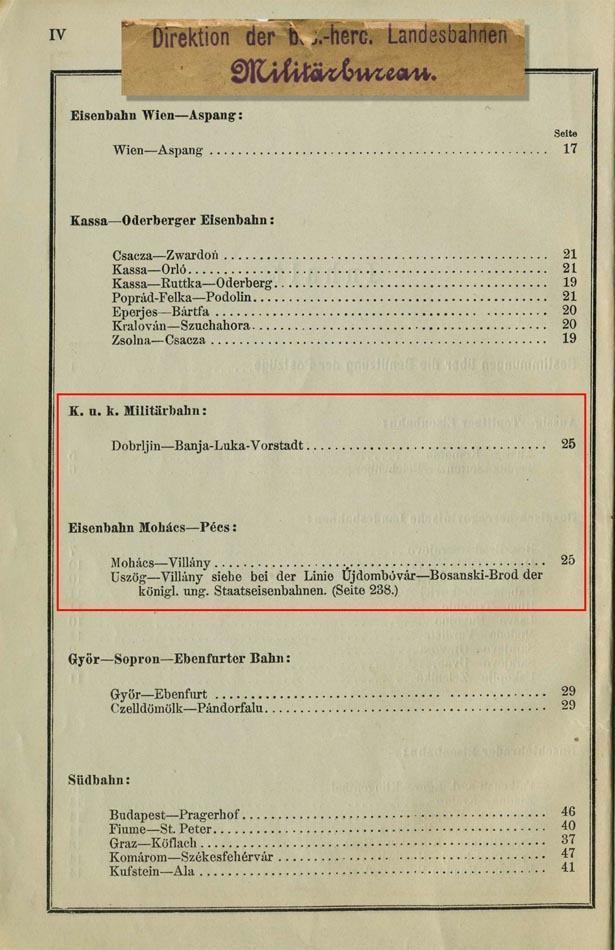 IV
Direktion der b.-herc. Landesbahnen
Militärbureau.
Eisenbahn Wien—Aspang:
Seite
Wien—Aspang 17
Kassa—Oderberger Eisenbahn:
Csacza—Zwardoń 21
Kassa—Orló 21
Kassa—Ruttka—Oderberg 19
Poprád-Felka—Podolin 21
Eperjes—Bártfa 20
Kralován—Szuchahora 20
Zsolna—Csacza 19
K. u. k. Militärbahn:
Dobrljin—Banja-Luka-Vorstadt 25
Eisenbahn Mohács—Pécs:
Mohács—Villány 25
Uszög—Villány siehe bei der Linie Újdombóvár—Bosanski-Brod der
königl. ung. Staatseisenbahnen. (Seite 238.)
Györ—Sopron—Ebenfurter Bahn:
Györ—Ebenfurt 29
Czelldömölk—Pándorfalu 29
Südbahn:
Budapest—Pragerhof 46
Fiume—St. Peter 40
Graz—Köflach 37
Komárom—Székesfehérvár 47
Kufstein—Ala 41